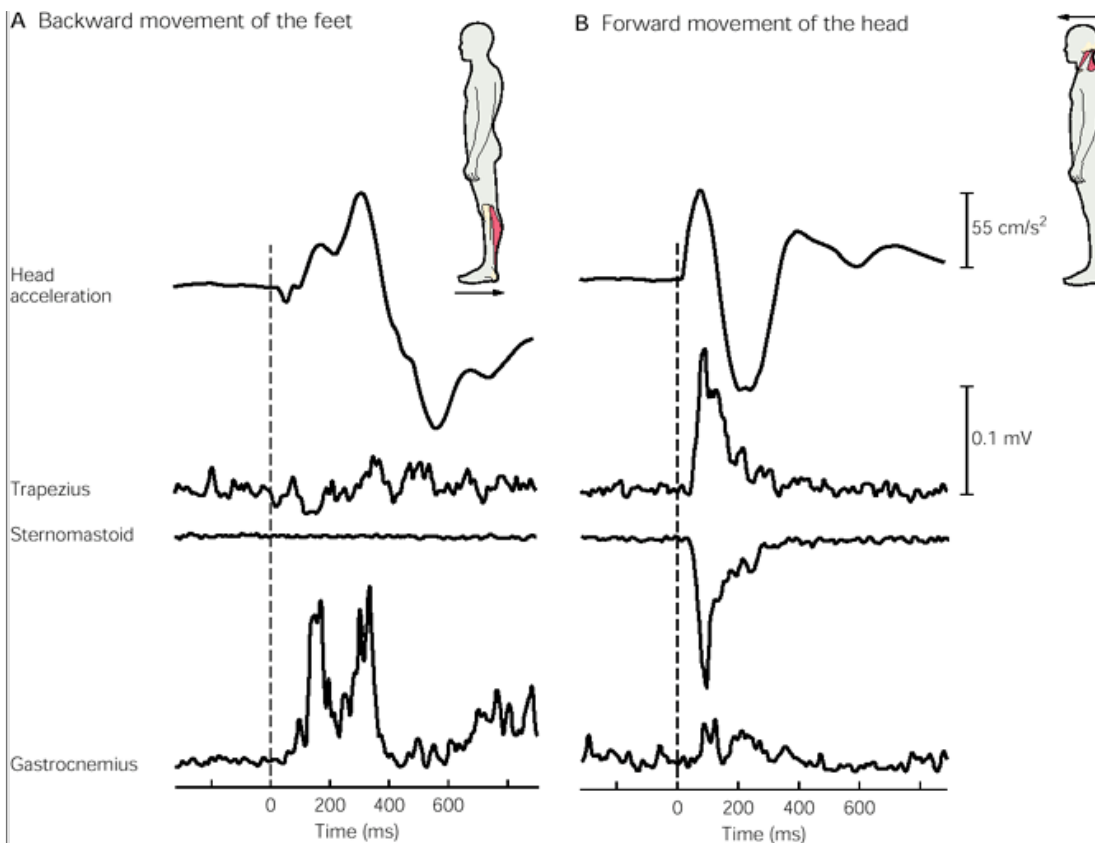 A Backward movement of the feet
B Forward movement of the head
55 cm/s²
Head
acceleration
0.1 mV
Trapezius
Sternomastoid
Gastrocnemius
0 200 400 600
Time (ms)
0 200 400 600
Time (ms)